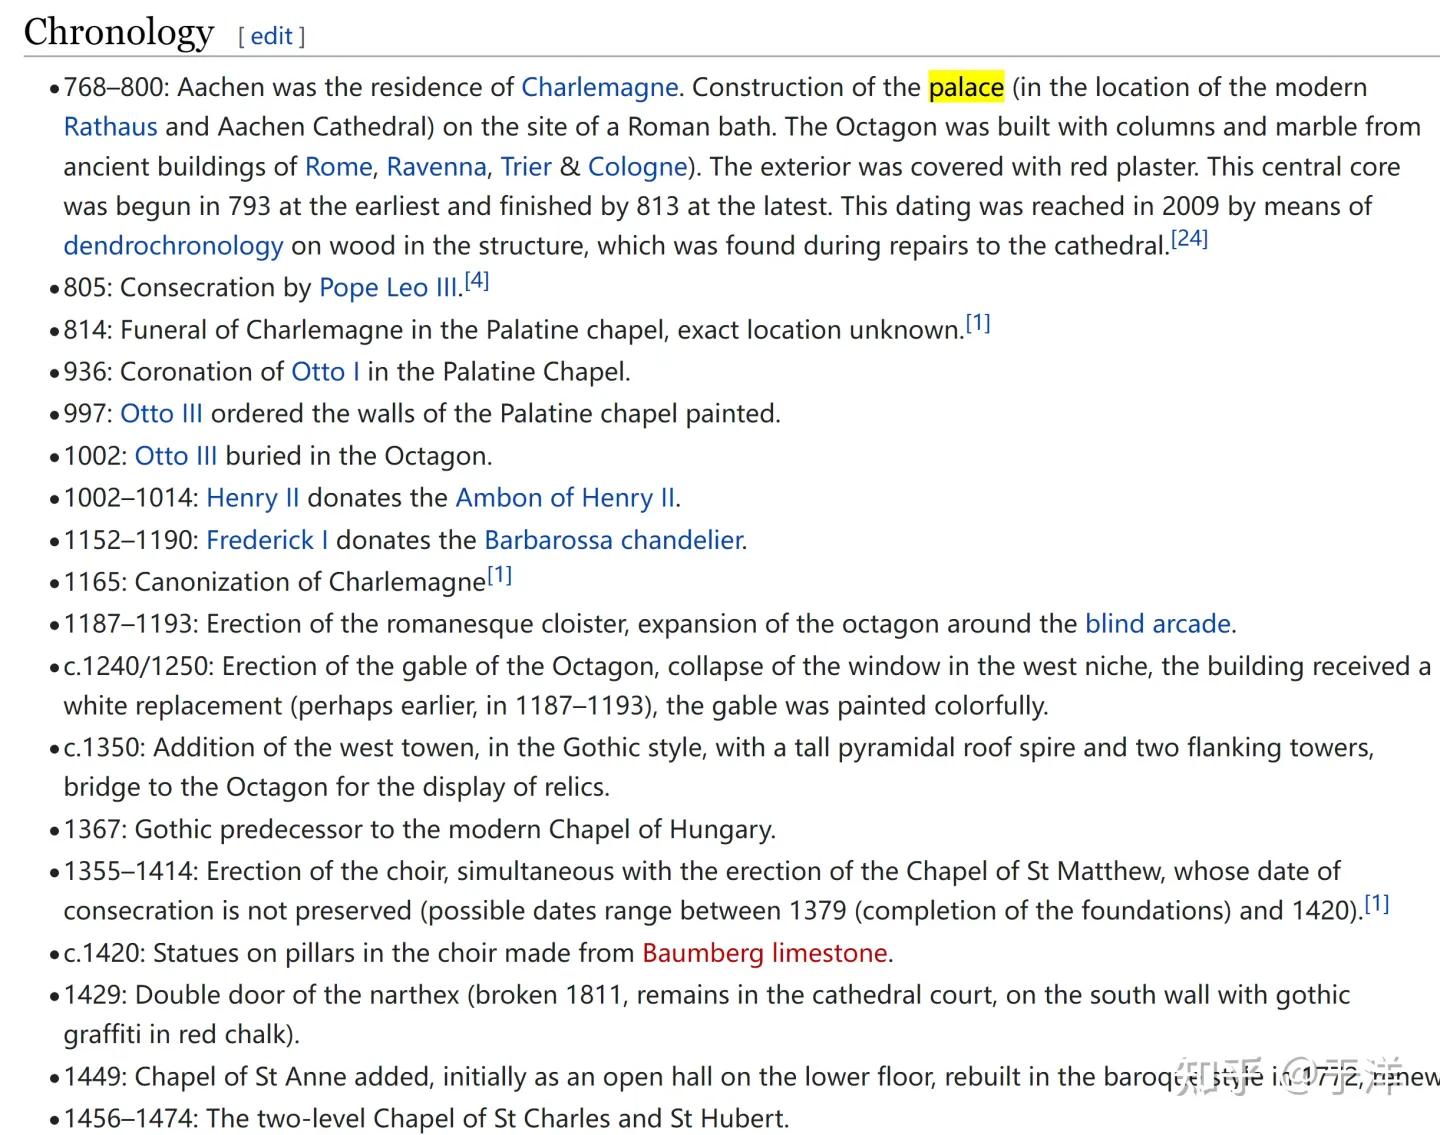 Chronology [ edit ]
• 768–800: Aachen was the residence of Charlemagne. Construction of the palace (in the location of the modern
Rathaus and Aachen Cathedral) on the site of a Roman bath. The Octagon was built with columns and marble from
ancient buildings of Rome, Ravenna, Trier & Cologne). The exterior was covered with red plaster. This central core
was begun in 793 at the earliest and finished by 813 at the latest. This dating was reached in 2009 by means of
dendrochronology on wood in the structure, which was found during repairs to the cathedral.[24]
• 805: Consecration by Pope Leo III.[4]
• 814: Funeral of Charlemagne in the Palatine chapel, exact location unknown.[1]
• 936: Coronation of Otto I in the Palatine Chapel.
• 997: Otto III ordered the walls of the Palatine chapel painted.
• 1002: Otto III buried in the Octagon.
• 1002–1014: Henry II donates the Ambon of Henry II.
• 1152–1190: Frederick I donates the Barbarossa chandelier.
• 1165: Canonization of Charlemagne[1]
• 1187–1193: Erection of the romanesque cloister, expansion of the octagon around the blind arcade.
• c.1240/1250: Erection of the gable of the Octagon, collapse of the window in the west niche, the building received a
white replacement (perhaps earlier, in 1187–1193), the gable was painted colorfully.
• c.1350: Addition of the west towen, in the Gothic style, with a tall pyramidal roof spire and two flanking towers,
bridge to the Octagon for the display of relics.
• 1367: Gothic predecessor to the modern Chapel of Hungary.
• 1355–1414: Erection of the choir, simultaneous with the erection of the Chapel of St Matthew, whose date of
consecration is not preserved (possible dates range between 1379 (completion of the foundations) and 1420).[1]
• c.1420: Statues on pillars in the choir made from Baumberg limestone.
• 1429: Double door of the narthex (broken 1811, remains in the cathedral court, on the south wall with gothic
graffiti in red chalk).
• 1449: Chapel of St Anne added, initially as an open hall on the lower floor, rebuilt in the baroque style in 1772, renew
知乎 @于洋
• 1456–1474: The two-level Chapel of St Charles and St Hubert.